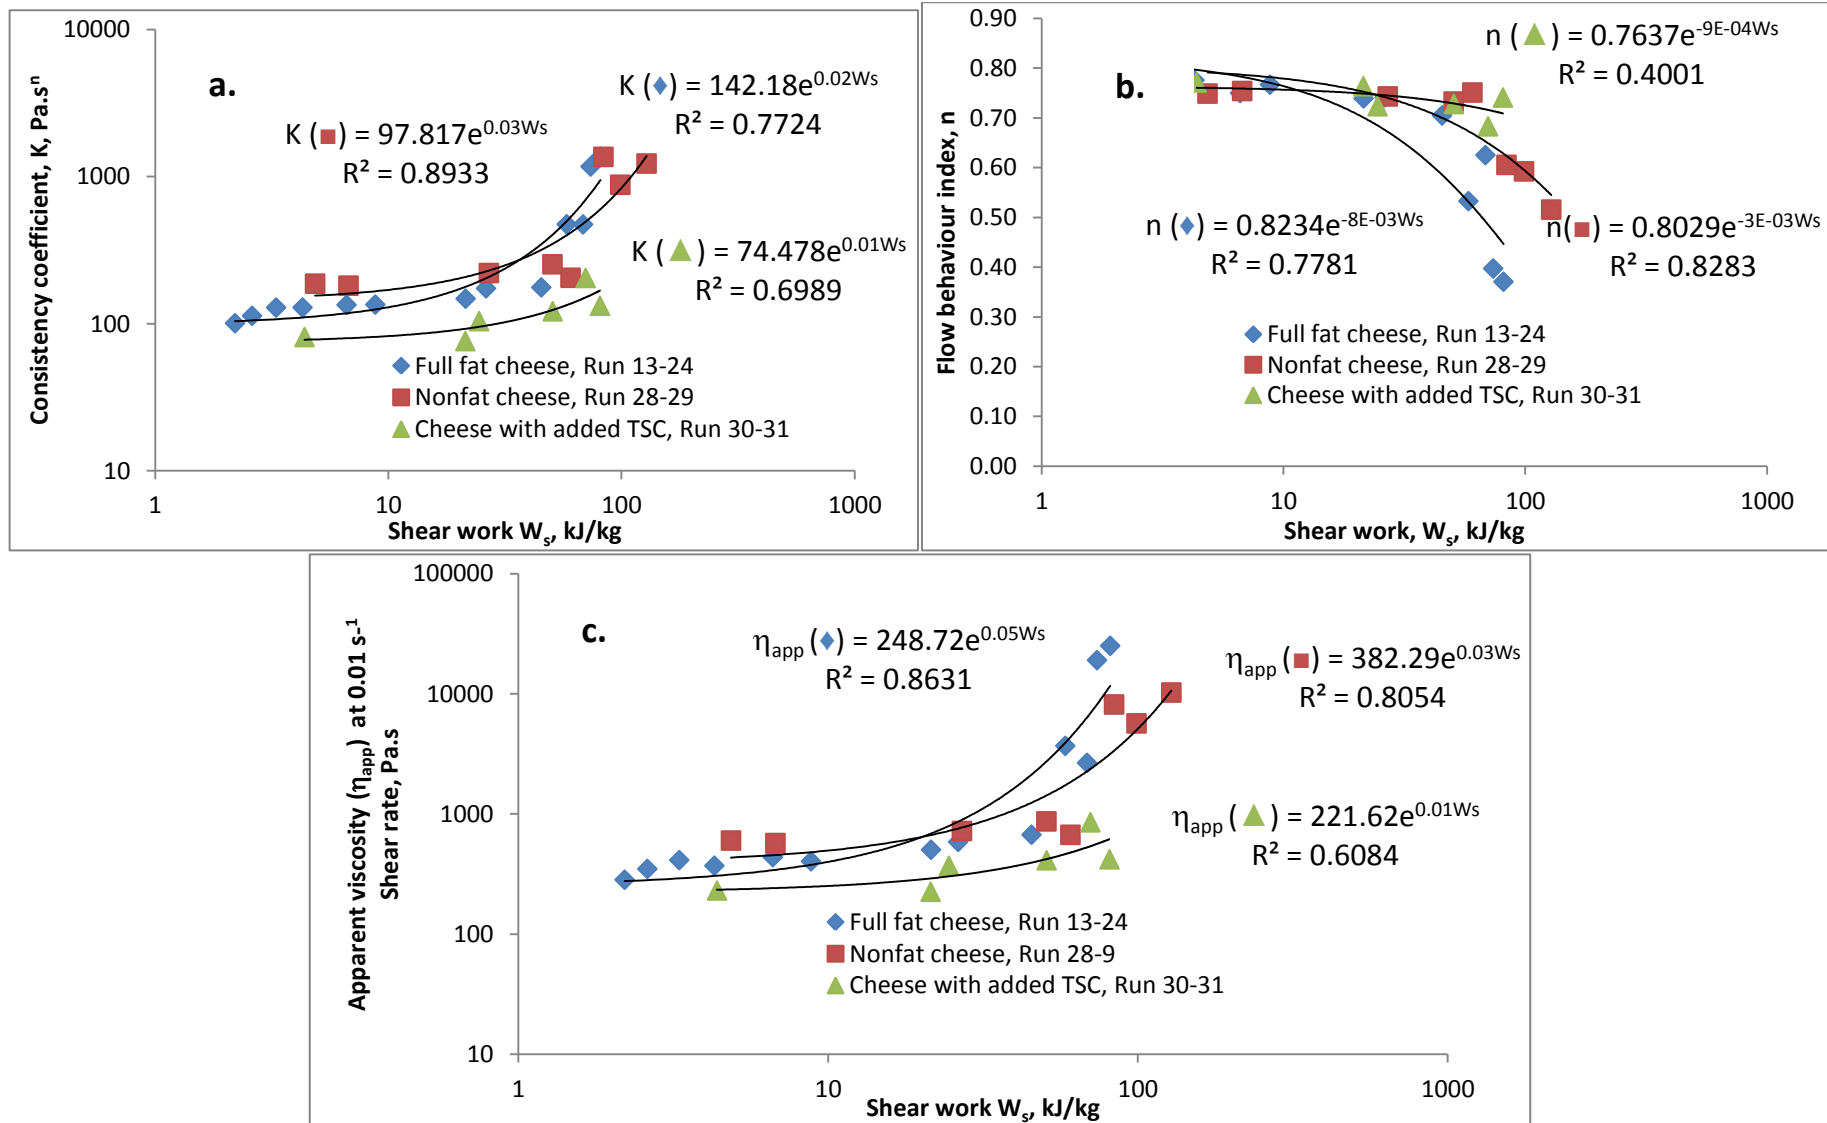 a.
Consistency coefficient, K, Pa.sⁿ
10000
1000
100
10
K (◆) = 142.18e^0.02Ws
R² = 0.7724
K (■) = 97.817e^0.03Ws
R² = 0.8933
K (▲) = 74.478e^0.01Ws
R² = 0.6989
Full fat cheese, Run 13-24
Nonfat cheese, Run 28-29
Cheese with added TSC, Run 30-31
1 10 100 1000
Shear work Ws, kJ/kg
b.
Flow behaviour index, n
0.90
0.80
0.70
0.60
0.50
0.40
0.30
0.20
0.10
0.00
n (▲) = 0.7637e^-9E-04Ws
R² = 0.4001
n (◆) = 0.8234e^-8E-03Ws
R² = 0.7781
n(■) = 0.8029e^-3E-03Ws
R² = 0.8283
Full fat cheese, Run 13-24
Nonfat cheese, Run 28-29
Cheese with added TSC, Run 30-31
1 10 100 1000
Shear work, Ws, kJ/kg
c.
Apparent viscosity (ηapp) at 0.01 s-¹
Shear rate, Pa.s
100000
10000
1000
100
10
ηapp (◆) = 248.72e^0.05Ws
R² = 0.8631
ηapp (■) = 382.29e^0.03Ws
R² = 0.8054
ηapp (▲) = 221.62e^0.01Ws
R² = 0.6084
Full fat cheese, Run 13-24
Nonfat cheese, Run 28-9
Cheese with added TSC, Run 30-31
1 10 100 1000
Shear work Ws, kJ/kg